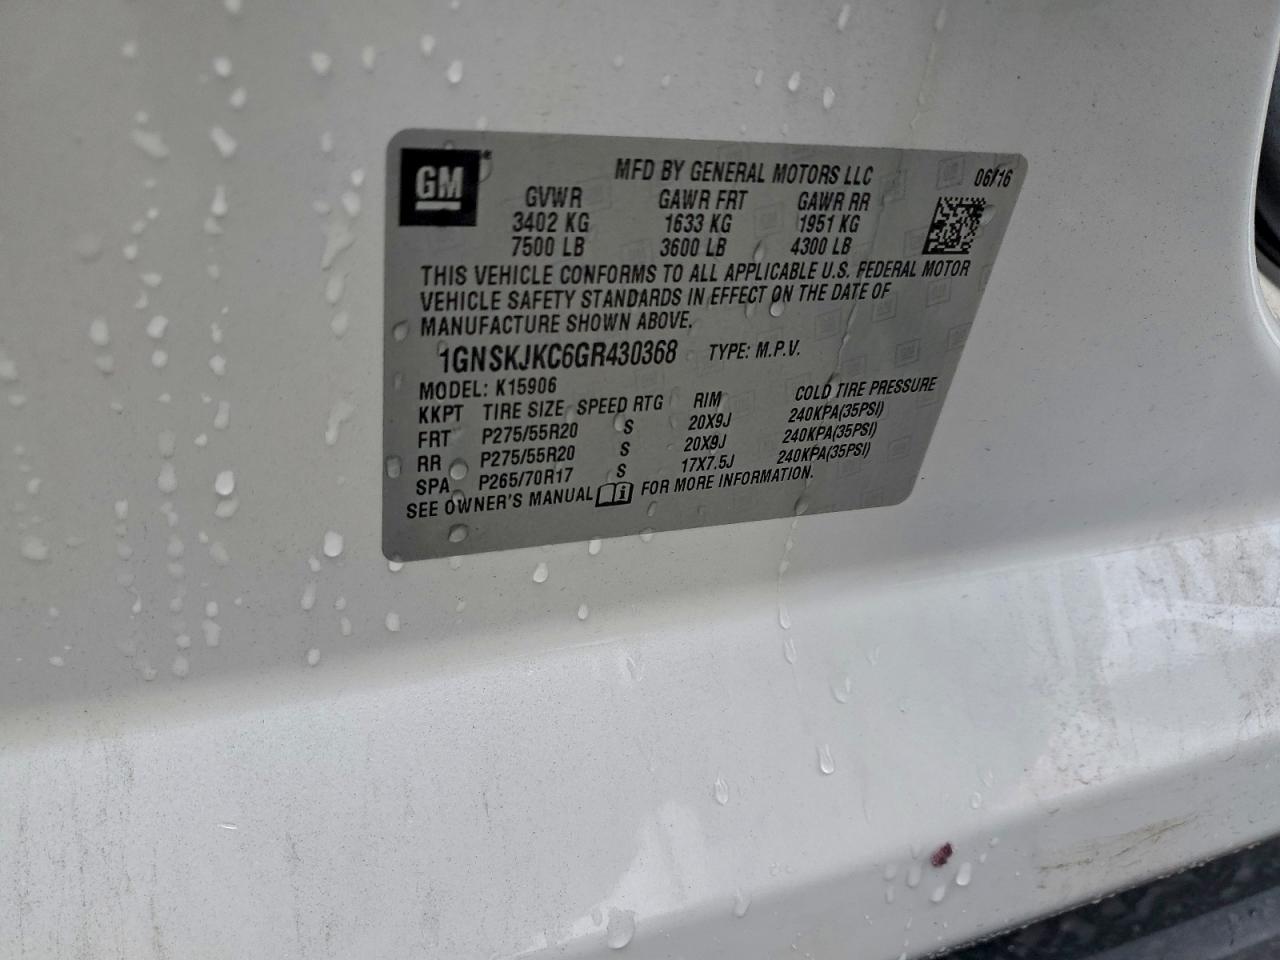 GM
MFD BY GENERAL MOTORS LLC 06/16
GVWR GAWR FRT GAWR RR
3402 KG 1633 KG 1951 KG
7500 LB 3600 LB 4300 LB
THIS VEHICLE CONFORMS TO ALL APPLICABLE U.S. FEDERAL MOTOR
VEHICLE SAFETY STANDARDS IN EFFECT ON THE DATE OF
MANUFACTURE SHOWN ABOVE.
1GNSKJKC6GR430368 TYPE: M.P.V.
MODEL: K15906
KKPT TIRE SIZE SPEED RTG RIM COLD TIRE PRESSURE
FRT P275/55R20 S 20X9J 240KPA(35PSI)
RR P275/55R20 S 20X9J 240KPA(35PSI)
SPA P265/70R17 S 17X7.5J 240KPA(35PSI)
SEE OWNER'S MANUAL FOR MORE INFORMATION.